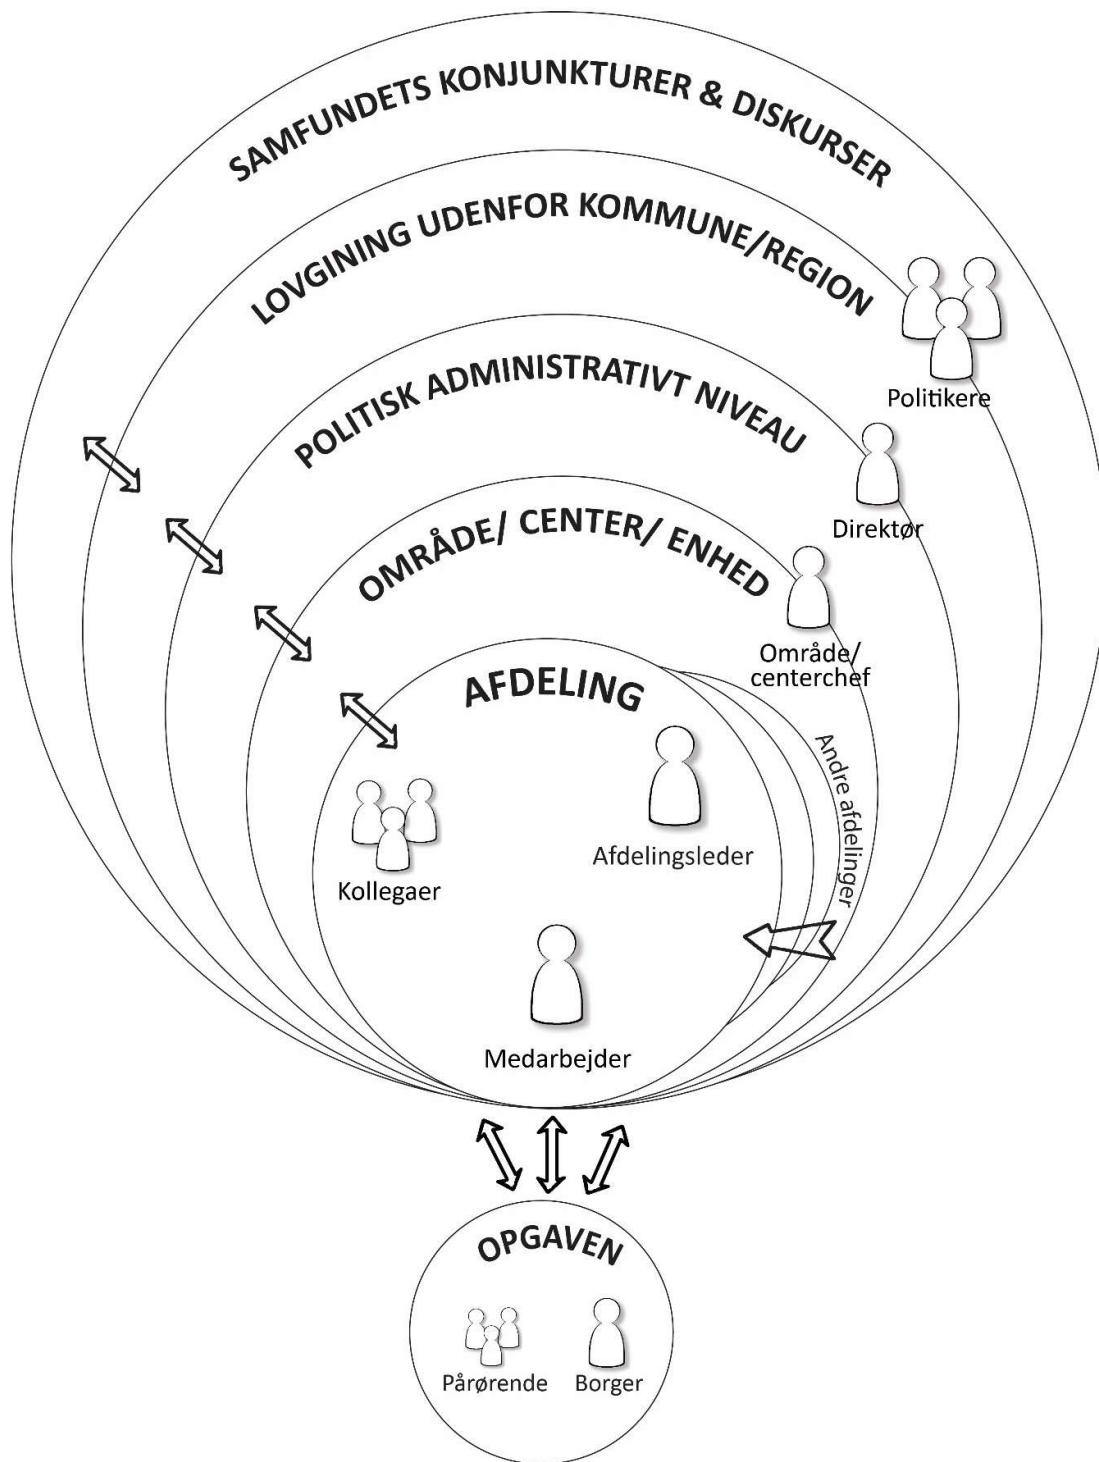 SAMFUNDETS KONJUNKTURER & DISKURSER
LOVGINING UDENFOR KOMMUNE/REGION
Politikere
POLITISK ADMINISTRATIVT NIVEAU
Direktør
OMRÅDE/ CENTER/ ENHED
Område/
centerchef
AFDELING
Andre afdelinger
Afdelingsleder
Kollegaer
Medarbejder
OPGAVEN
Pårørende
Borger